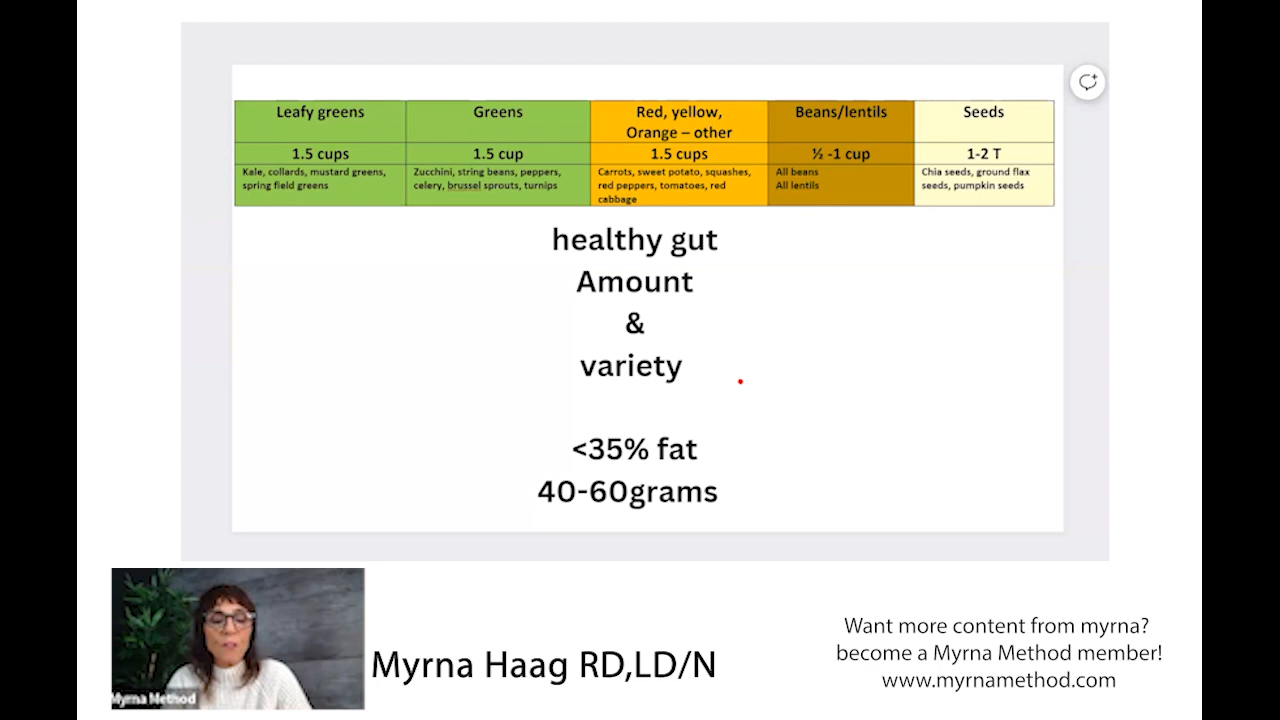 Leafy greens
Greens
Red, yellow,
Orange – other
Beans/lentils
Seeds
1.5 cups
1.5 cup
1.5 cups
½ -1 cup
1-2 T
Kale, collards, mustard greens,
spring field greens
Zucchini, string beans, peppers,
celery, brussel sprouts, turnips
Carrots, sweet potato, squashes,
red peppers, tomatoes, red
cabbage
All beans
All lentils
Chia seeds, ground flax
seeds, pumpkin seeds
healthy gut
Amount
&
variety
<35% fat
40-60grams
Myrna Method
Myrna Haag RD,LD/N
Want more content from myrna?
become a Myrna Method member!
www.myrnamethod.com